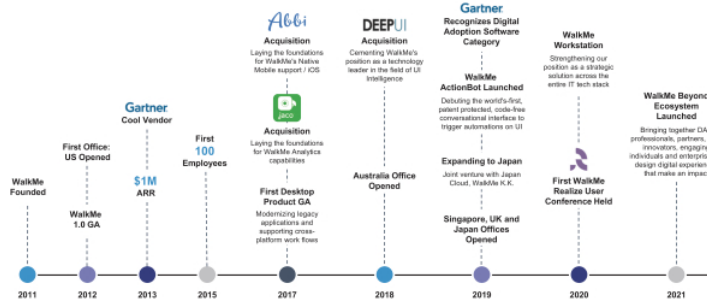 WalkMe
Founded
2011
First Office:
US Opened
WalkMe
1.0 GA
2012
Gartner
Cool Vendor
$1M
ARR
2013
First
100
Employees
2015
Abbi
Acquisition
Laying the foundations
for WalkMe's Native
Mobile support / iOS
jaco
Acquisition
Laying the foundations
for WalkMe Analytica
capabilities
First Desktop
Product GA
Modernizing legacy
applications and
supporting cross-
platform work flows
2017
DEEPUI
Acquisition
Cementing WalkMe's
position as a technology
leader in the field of UI
Intelligence
Australia Office
Opened
2018
Gartner
Recognizes Digital
Adoption Software
Category
WalkMe
ActionBot Launched
Debuting the world's-first,
patent protected, code-free
conversational interface to
trigger automations on UI
Expanding to Japan
Joint venture with Japan
Cloud, WalkMe K.K.
Singapore, UK and
Japan Offices
Opened
2019
WalkMe
Workstation
Strengthening our
position as a strategic
solution across the
entire IT tech stack
First WalkMe
Realize User
Conference Held
2020
WalkMe Beyond
Ecosystem
Launched
Bringing together DA
professionals, partners,
innovators, engaging
individuals and enterpris
design digital experien
that make an impac
2021